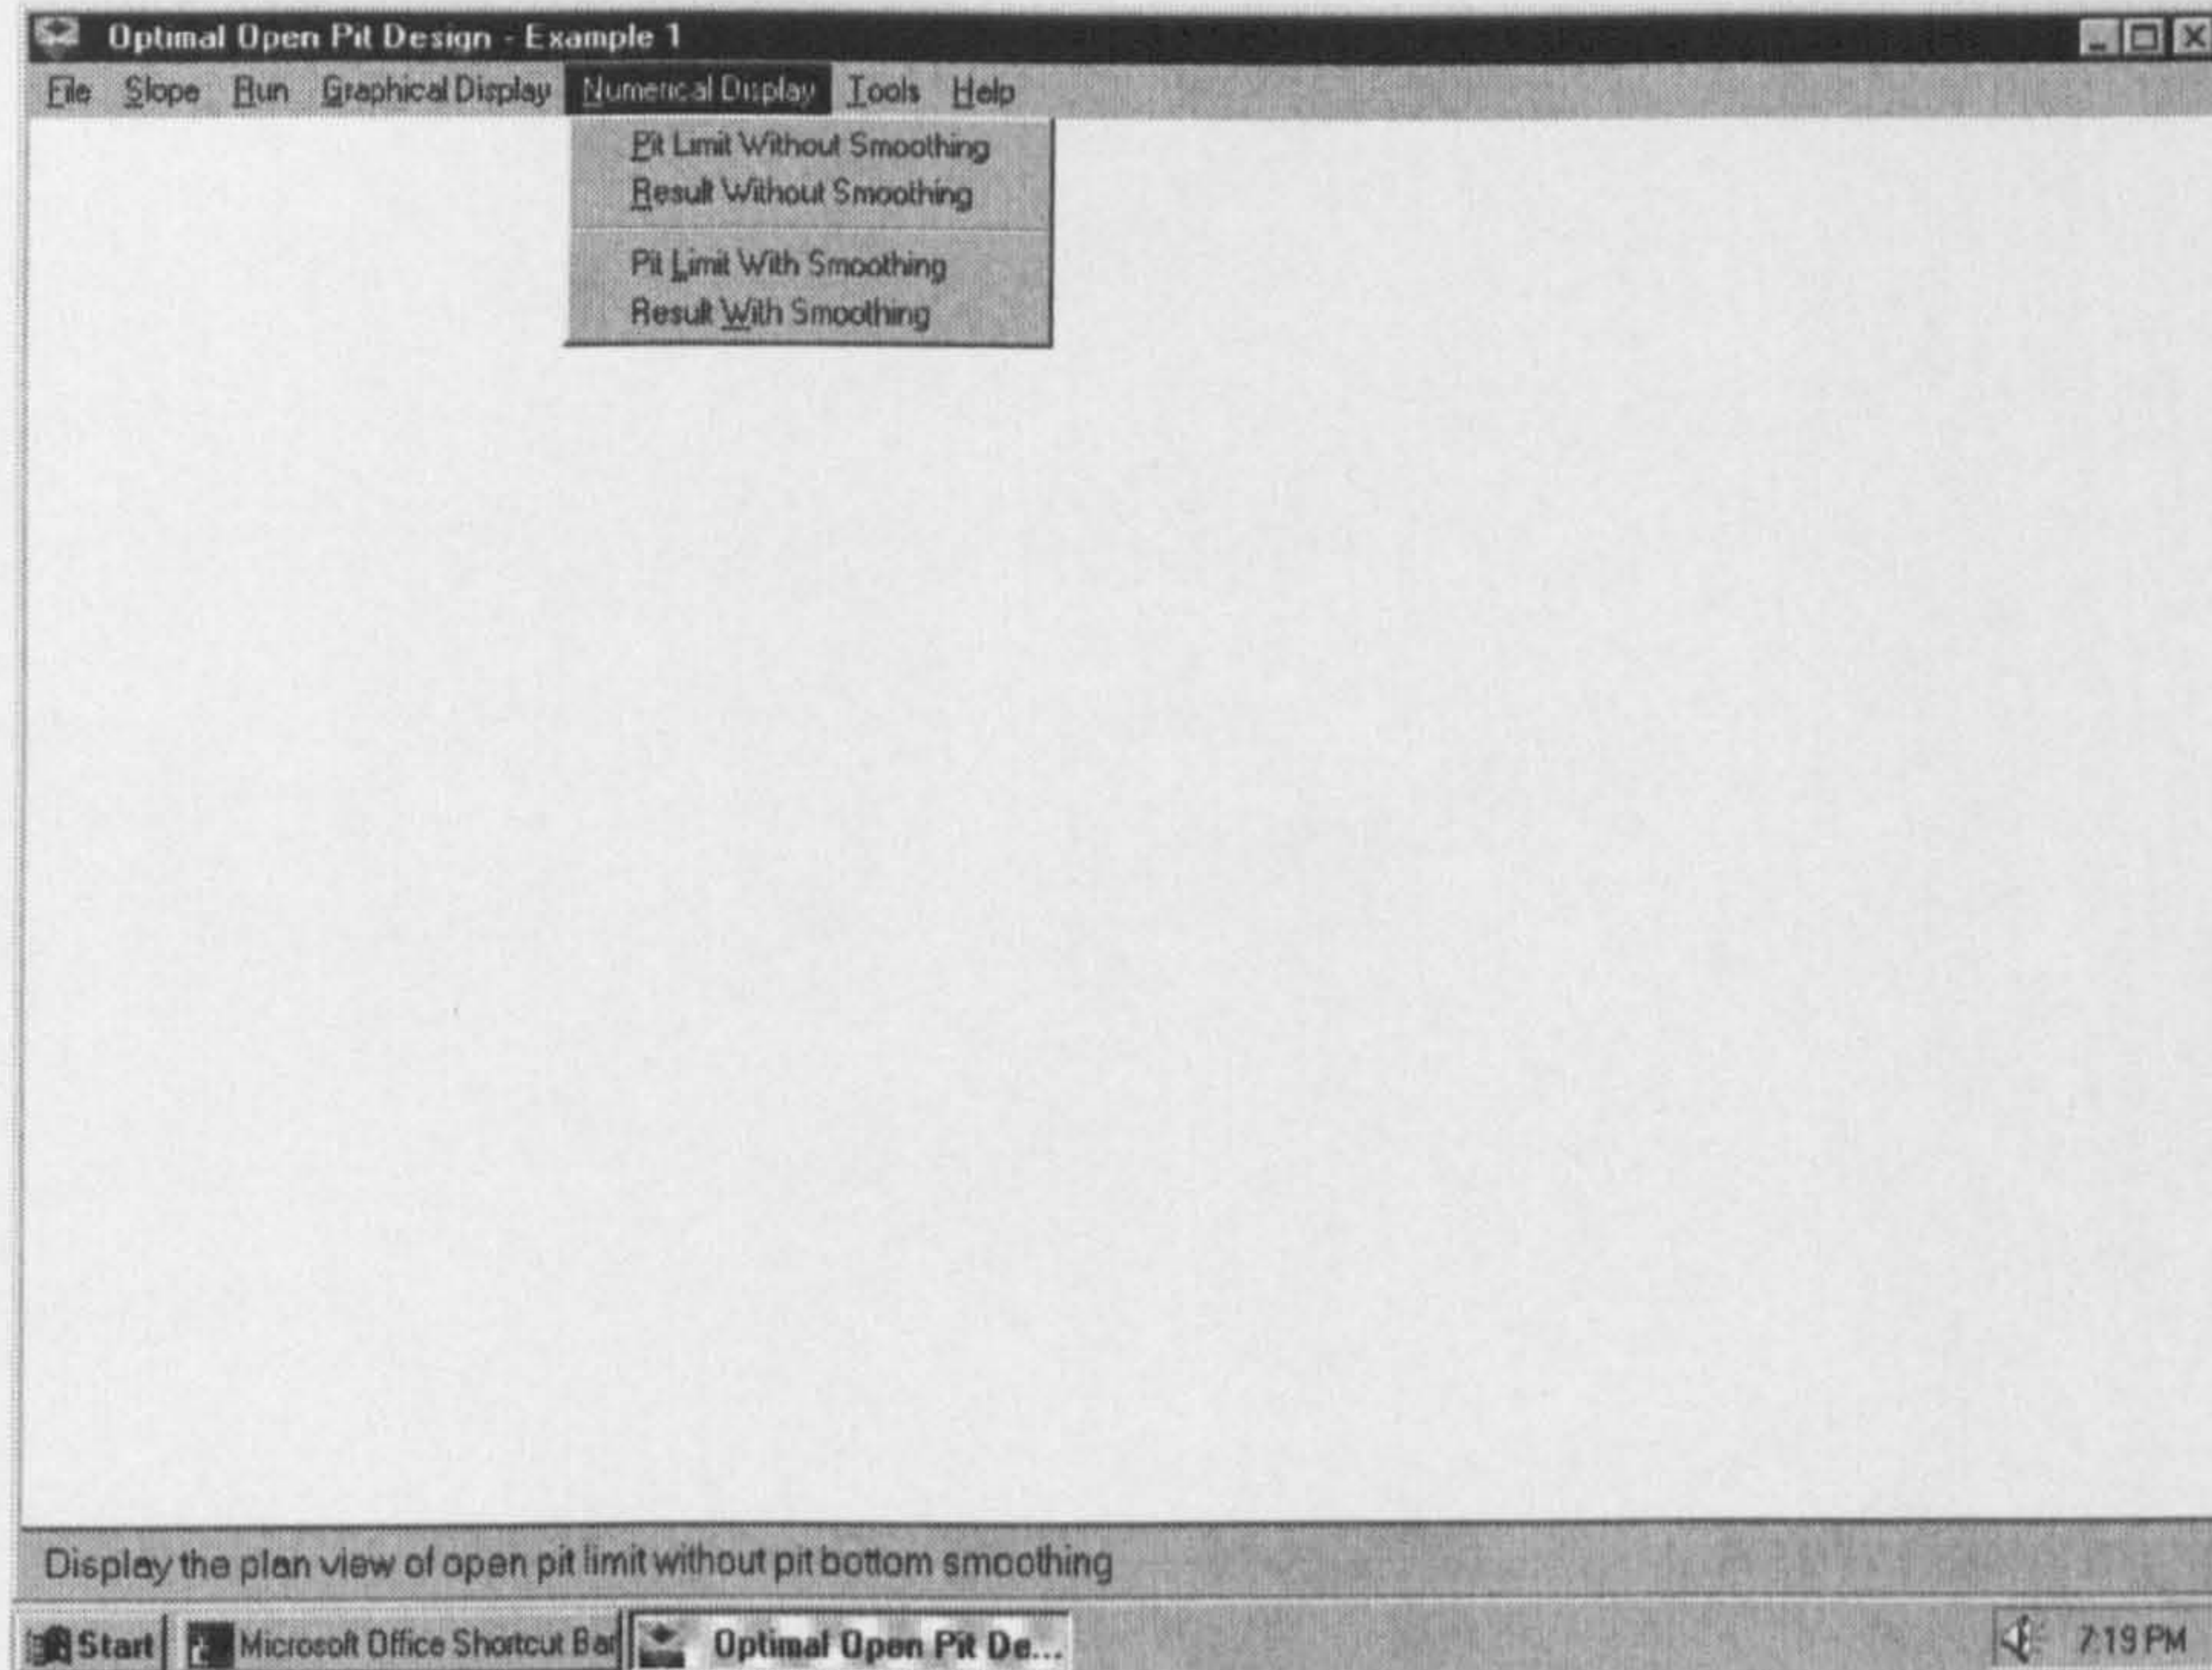 Optimal Open Pit Design - Example 1
File Slope Run Graphical Display Numerical Display Tools Help
Pit Limit Without Smoothing
Result Without Smoothing
Pit Limit With Smoothing
Result With Smoothing
Display the plan view of open pit limit without pit bottom smoothing
Start Microsoft Office Shortcut Bar Optimal Open Pit De... 7:19 PM